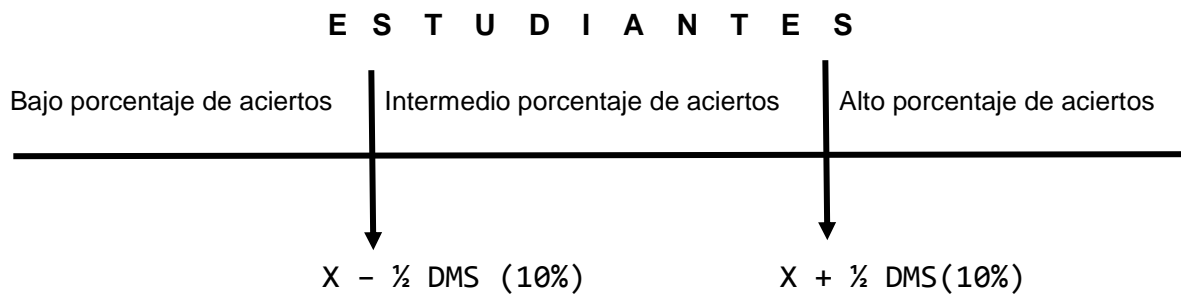 E S T U D I A N T E S
Bajo porcentaje de aciertos Intermedio porcentaje de aciertos Alto porcentaje de aciertos
X – ½ DMS (10%) X + ½ DMS(10%)